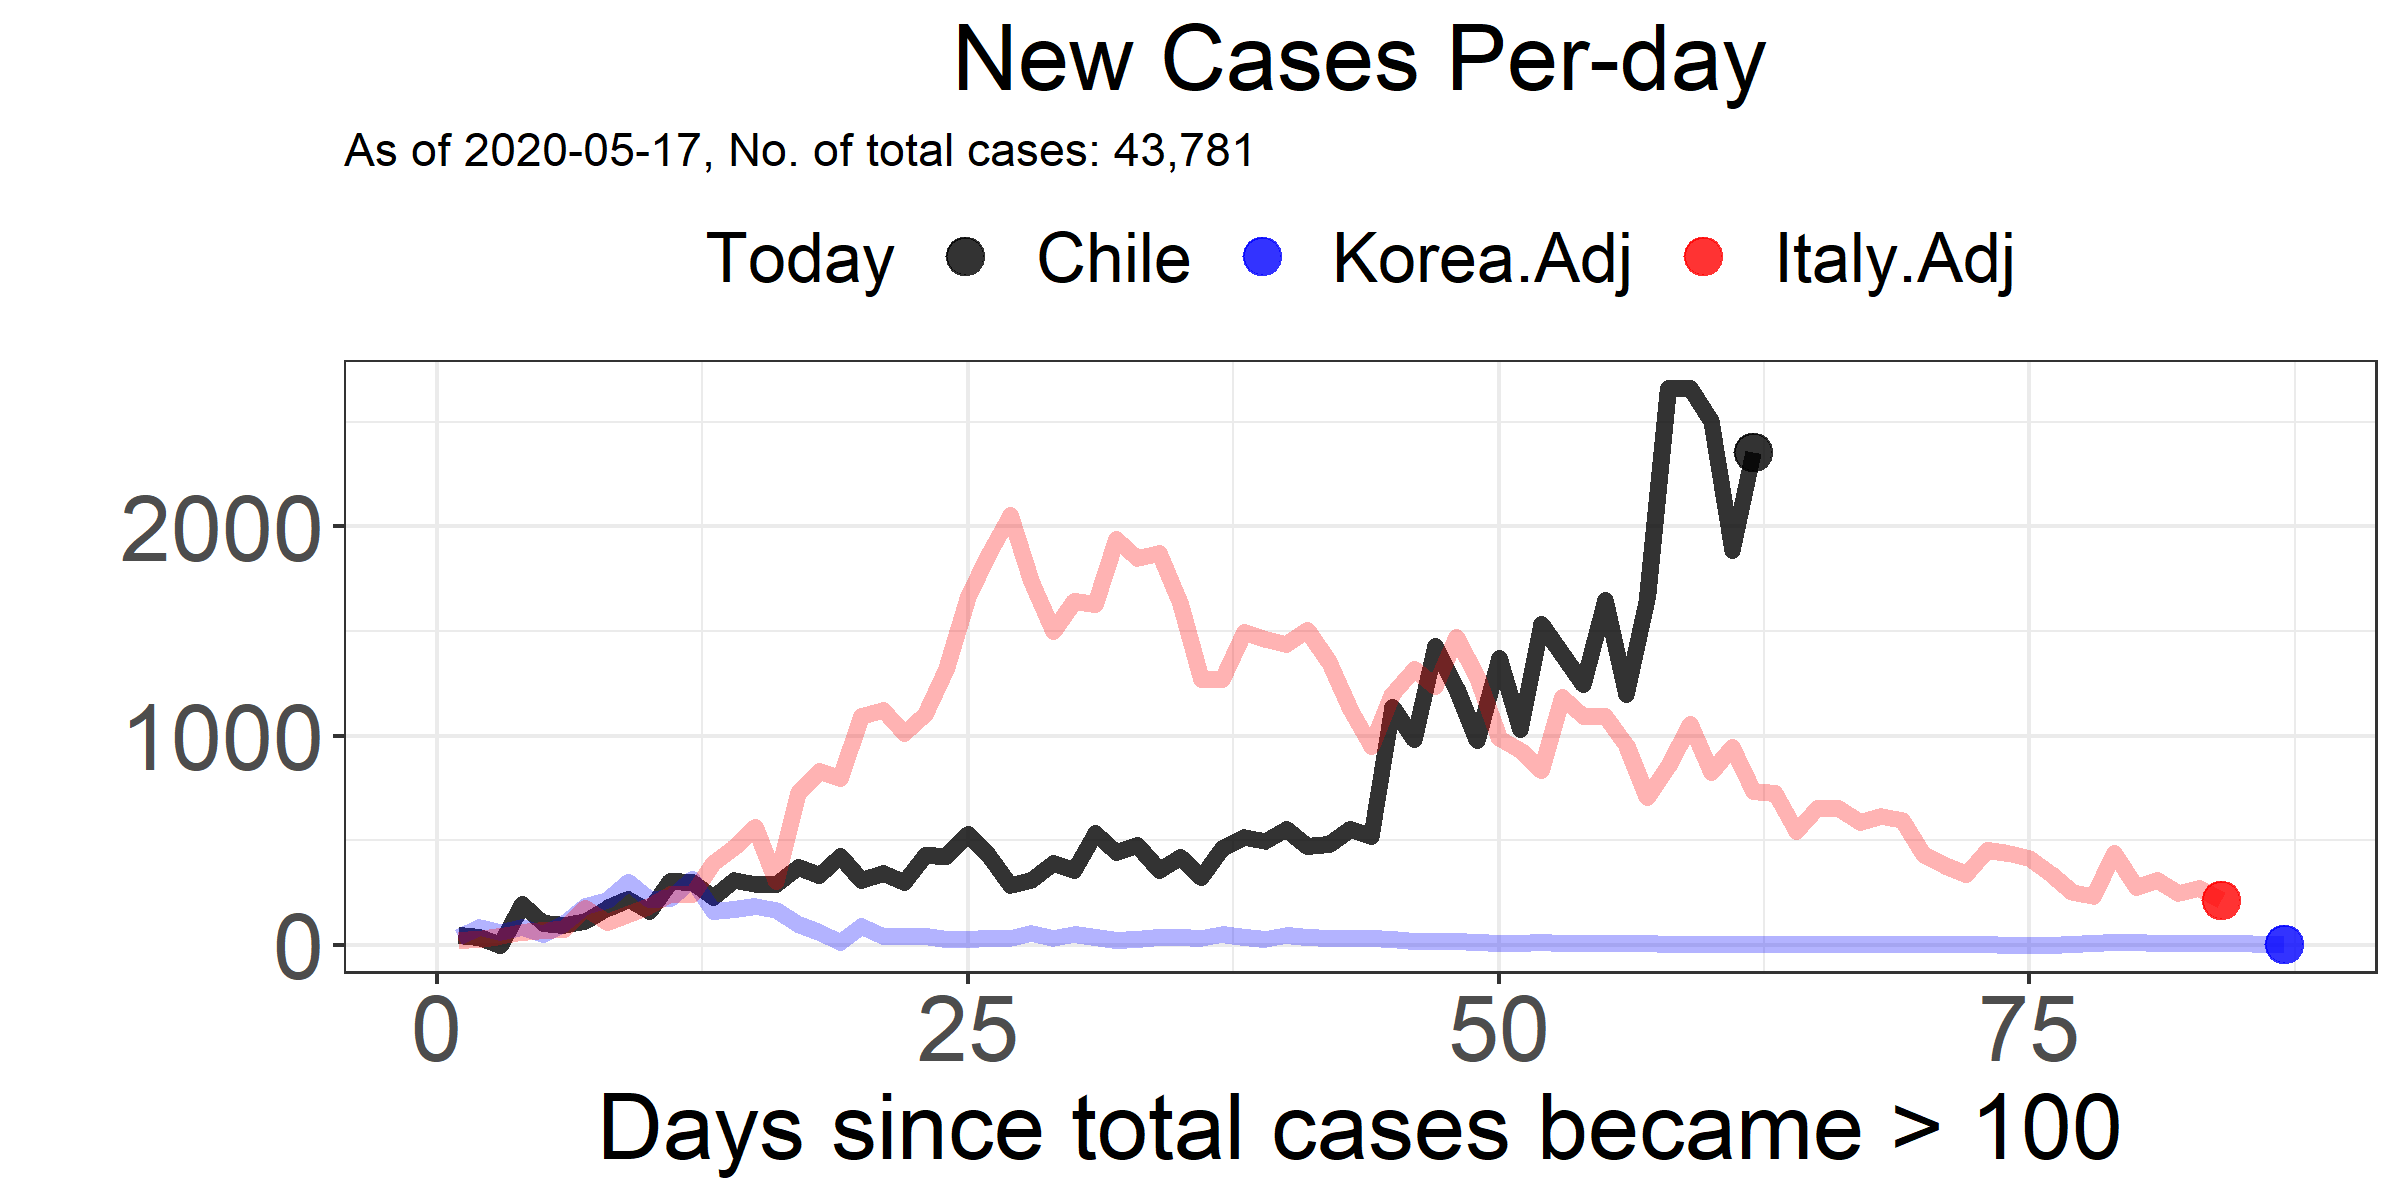 New Cases Per-day
As of 2020-05-17, No. of total cases: 43,781
Today Chile Korea.Adj Italy.Adj
2000
1000
0
0 25 50 75
Days since total cases became > 100